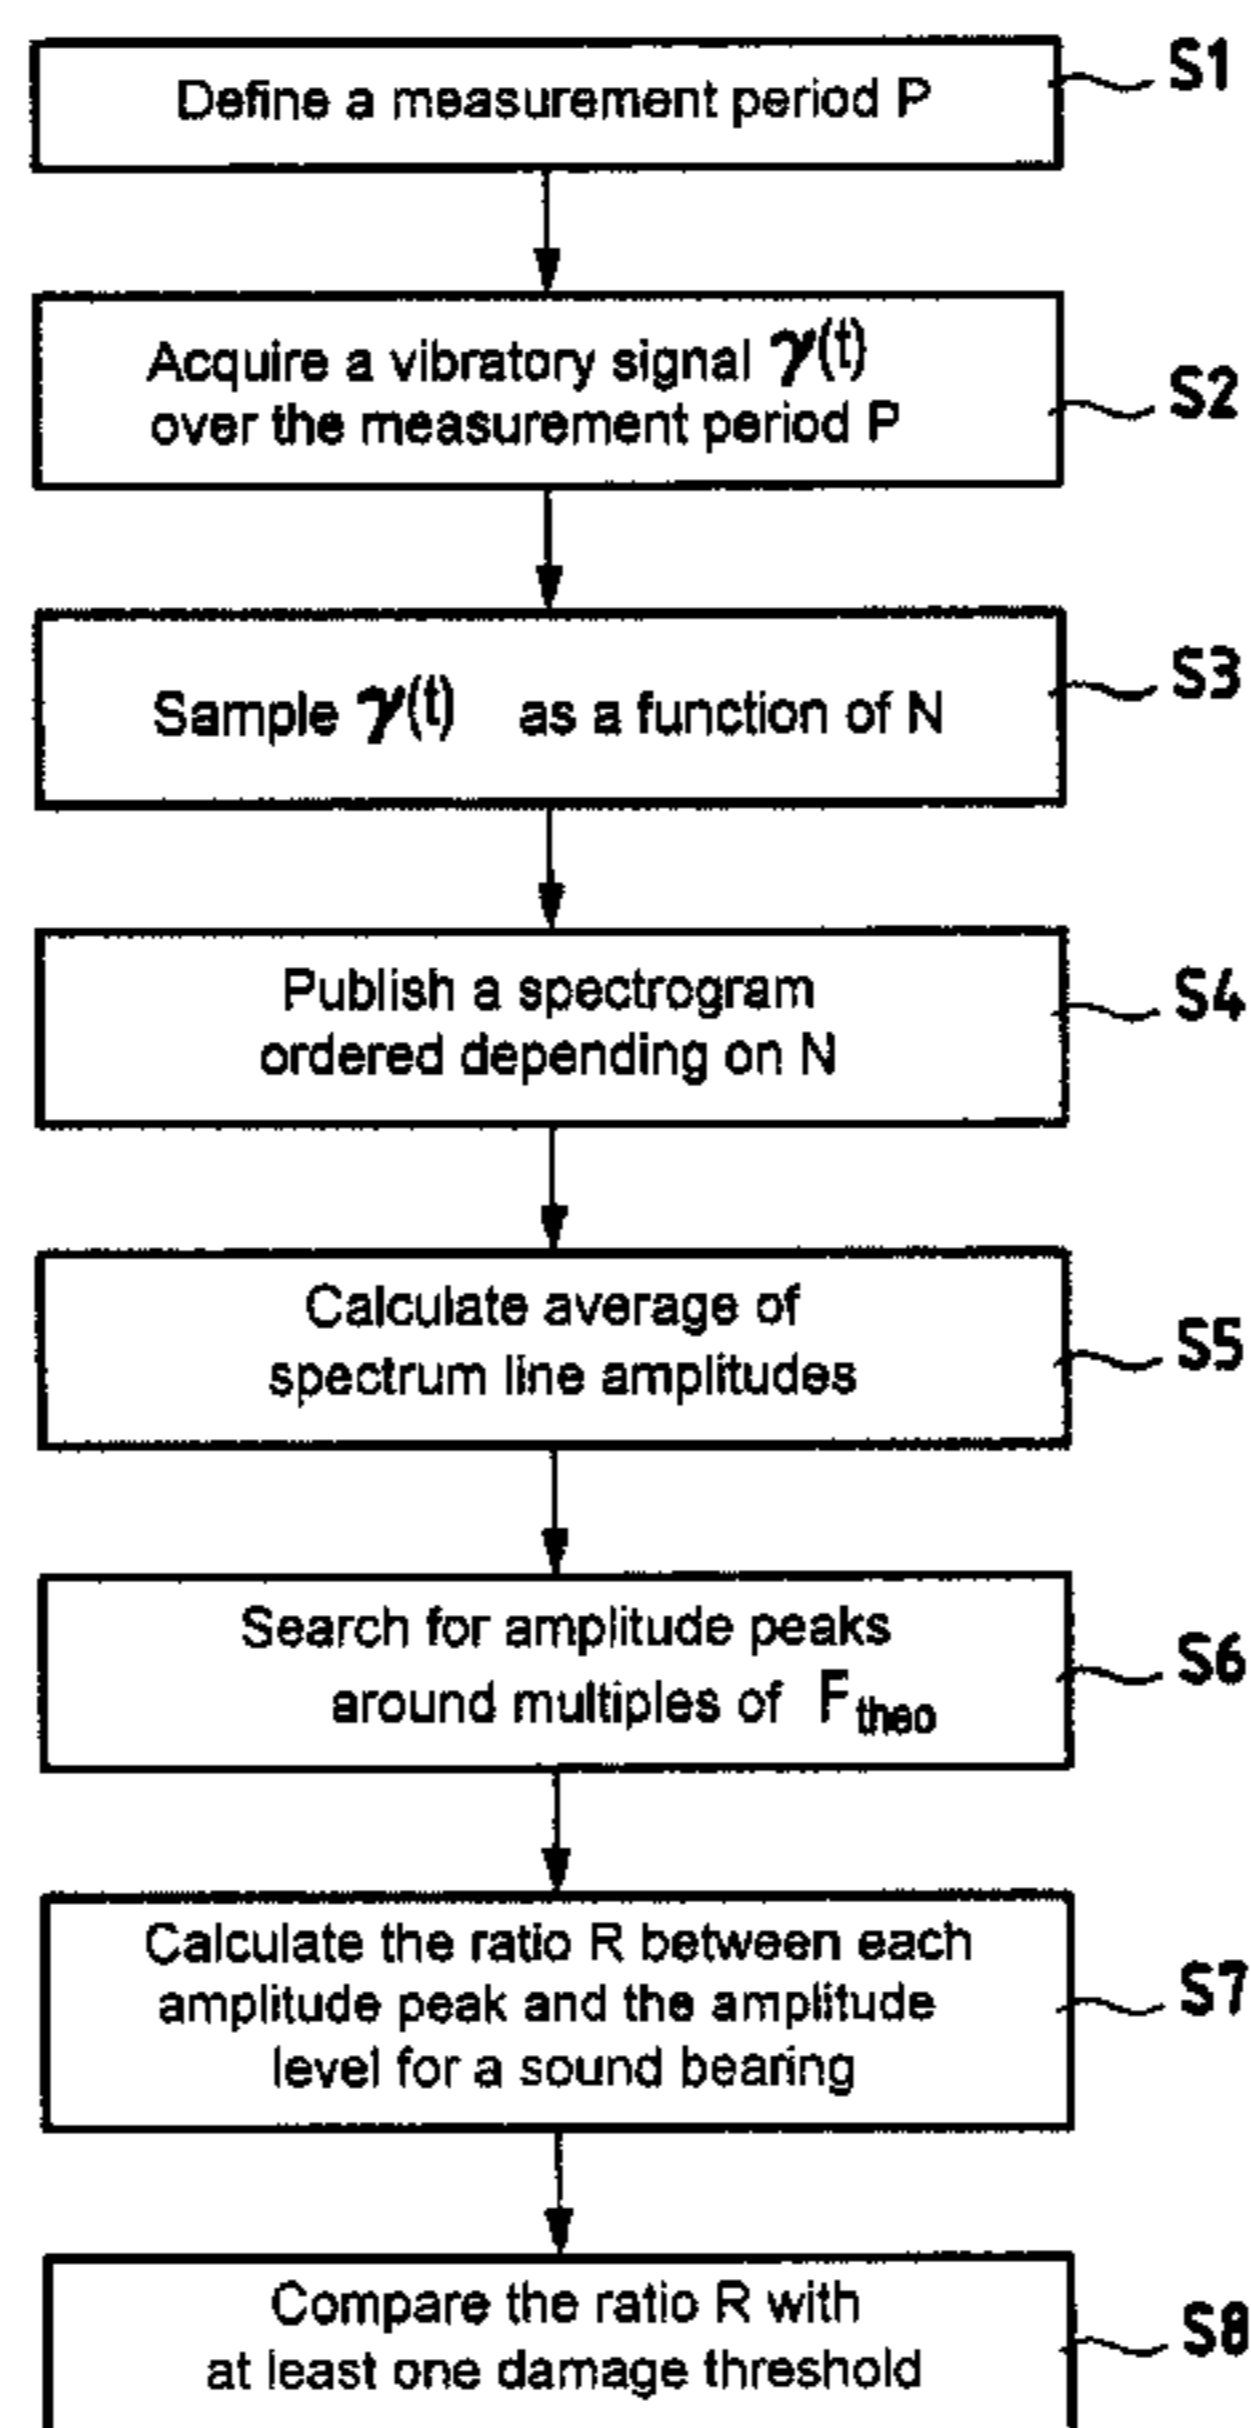 Define a measurement period P
S1
Acquire a vibratory signal γ(t)
over the measurement period P
S2
Sample γ(t) as a function of N
S3
Publish a spectrogram
ordered depending on N
S4
Calculate average of
spectrum line amplitudes
S5
Search for amplitude peaks
around multiples of F_theo
S6
Calculate the ratio R between each
amplitude peak and the amplitude
level for a sound bearing
S7
Compare the ratio R with
at least one damage threshold
S8